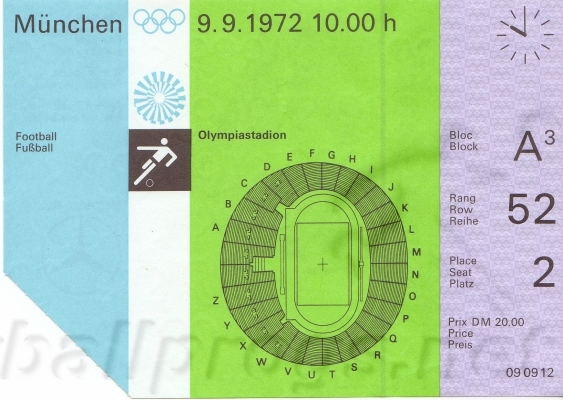 München
9.9.1972 10.00 h
Football
Fußball
Olympiastadion
A
B
C
D
E
F
G
H
I
J
K
L
M
N
O
P
Q
R
S
T
U
V
W
X
Y
Z
Bloc
Block
A3
Rang
Row
Reihe
52
Place
Seat
Platz
2
Prix DM 20.00
Price
Preis
09 09 12